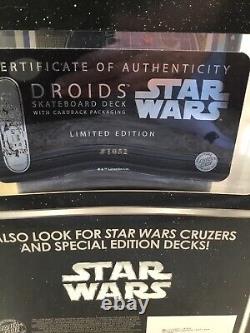 CERTIFICATE OF AUTHENTICITY
DROIDS
SKATEBOARD DECK
WITH CARDBACK PACKAGING
STAR
WARS
LIMITED EDITION
ALSO LOOK FOR STAR WARS CRUZERS
AND SPECIAL EDITION DECKS!
STAR
WARS